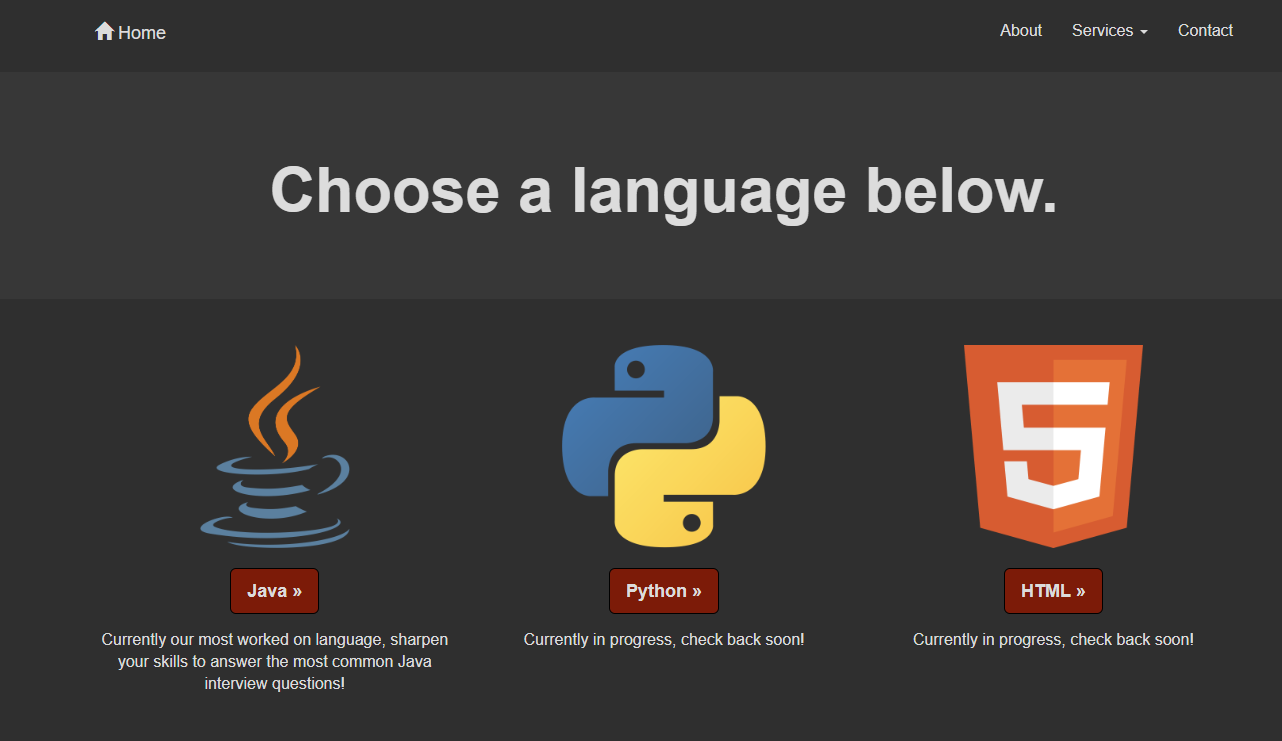 Home
About
Services
Contact
Choose a language below.
Java »
Python »
HTML »
Currently our most worked on language, sharpen
your skills to answer the most common Java
interview questions!
Currently in progress, check back soon!
Currently in progress, check back soon!